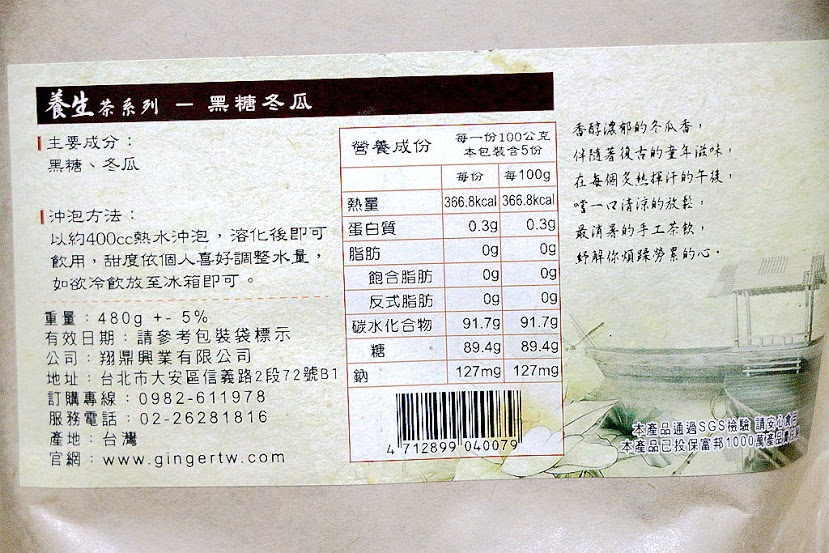 養生茶系列 — 黑糖冬瓜
主要成分：
黑糖、冬瓜
沖泡方法：
以約400cc熱水沖泡，溶化後即可
飲用，甜度依個人喜好調整水量，
如欲冷飲放至冰箱即可。
重量：480g +- 5%
有效日期：請參考包裝袋標示
公司：翔鼎興業有限公司
地址：台北市大安區信義路2段72號B1
訂購專線：0982-611978
服務電話：02-26281816
產地：台灣
官網：www.gingertw.com
營養成份 每一份100公克
本包裝含5份
每份 每100g
熱量 366.8kcal 366.8kcal
蛋白質 0.3g 0.3g
脂肪 0g 0g
飽合脂肪 0g 0g
反式脂肪 0g 0g
碳水化合物 91.7g 91.7g
糖 89.4g 89.4g
鈉 127mg 127mg
4 712899 040079
香醇濃郁的冬瓜香，
伴隨著復古的童年滋味，
在每個炎熱揮汗的午後，
嚐一口清涼的放鬆，
最消暑的手工茶飲，
紓解你煩躁勞累的心。
本產品通過SGS檢驗 請安心食用
本產品已投保富邦1000萬產品責任